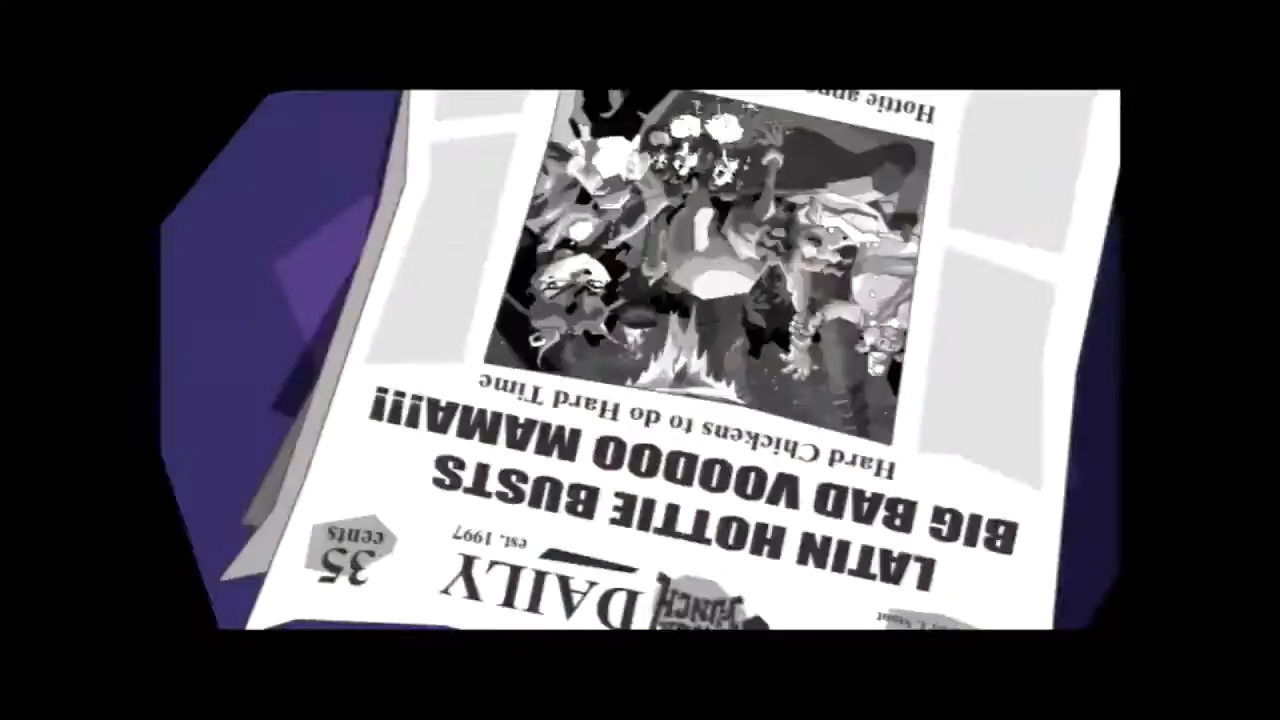 DAILY
est. 1997
35
cents
LATIN HOTTIE BUSTS
BIG BAD VOODOO MAMA!!!
Hard Chickens to do Hard Time
Hottie